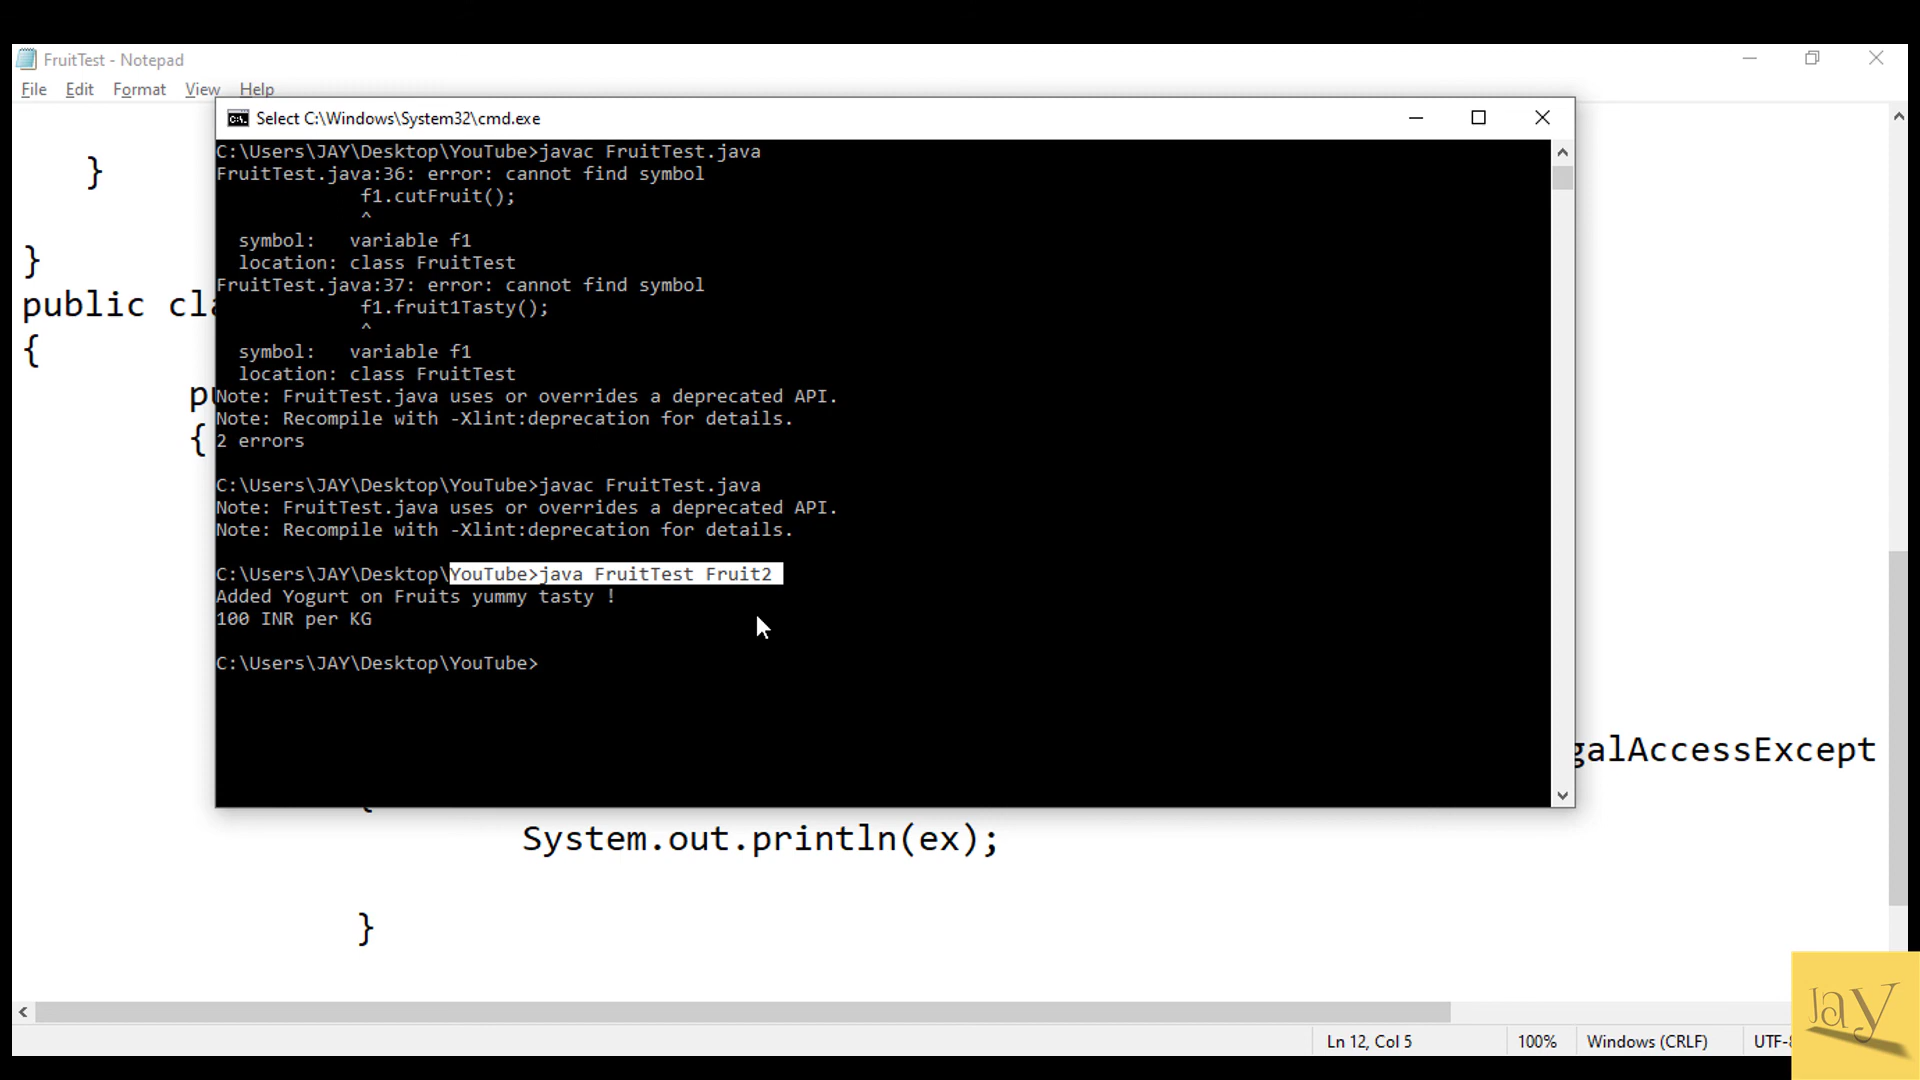 FruitTest - Notepad
File Edit Format View Help
Select C:\Windows\System32\cmd.exe
C:\Users\JAY\Desktop\YouTube>javac FruitTest.java
FruitTest.java:36: error: cannot find symbol
f1.cutFruit();
^
symbol:   variable f1
location: class FruitTest
FruitTest.java:37: error: cannot find symbol
f1.fruit1Tasty();
^
symbol:   variable f1
location: class FruitTest
Note: FruitTest.java uses or overrides a deprecated API.
Note: Recompile with -Xlint:deprecation for details.
2 errors
C:\Users\JAY\Desktop\YouTube>javac FruitTest.java
Note: FruitTest.java uses or overrides a deprecated API.
Note: Recompile with -Xlint:deprecation for details.
C:\Users\JAY\Desktop\YouTube>java FruitTest Fruit2
Added Yogurt on Fruits yummy tasty !
100 INR per KG
C:\Users\JAY\Desktop\YouTube>
}
}
public cl
{
{
System.out.println(ex);
}
Ln 12, Col 5
100%
Windows (CRLF)
UTF-
Jay